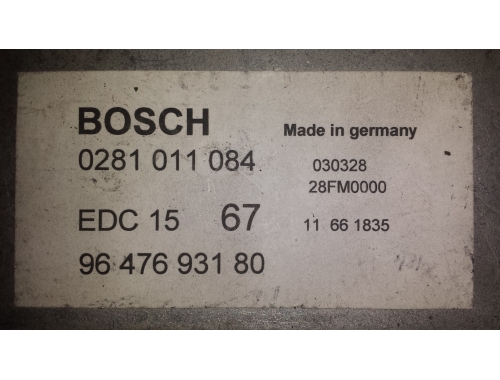 BOSCH
Made in germany
0281 011 084
030328
28FM0000
EDC 15 67
11 66 1835
96 476 931 80